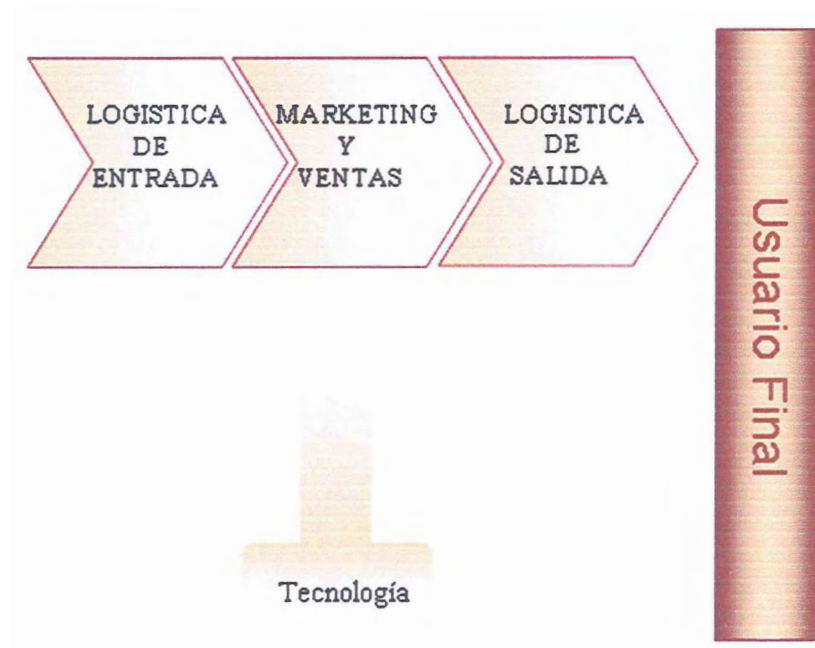 LOGISTICA
DE
ENTRADA
MARKETING
Y
VENTAS
LOGISTICA
DE
SALIDA
Usuario Final
Tecnología